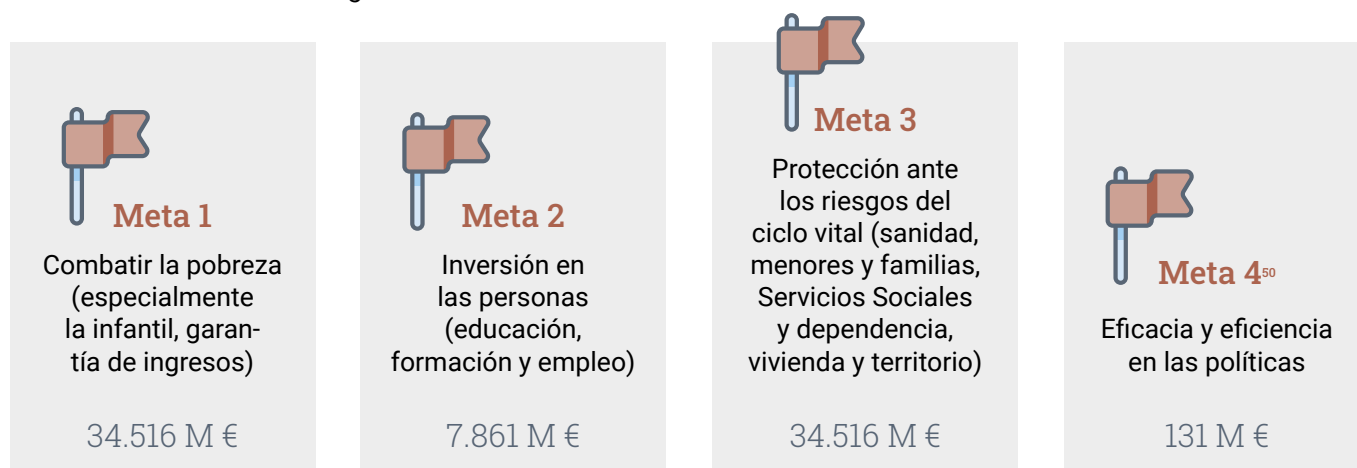 Meta 1
Combatir la pobreza
(especialmente
la infantil, garan-
tía de ingresos)
34.516 M €
Meta 2
Inversión en
las personas
(educación,
formación y empleo)
7.861 M €
Meta 3
Protección ante
los riesgos del
ciclo vital (sanidad,
menores y familias,
Servicios Sociales
y dependencia,
vivienda y territorio)
34.516 M €
Meta 4⁵⁰
Eficacia y eficiencia
en las políticas
131 M €